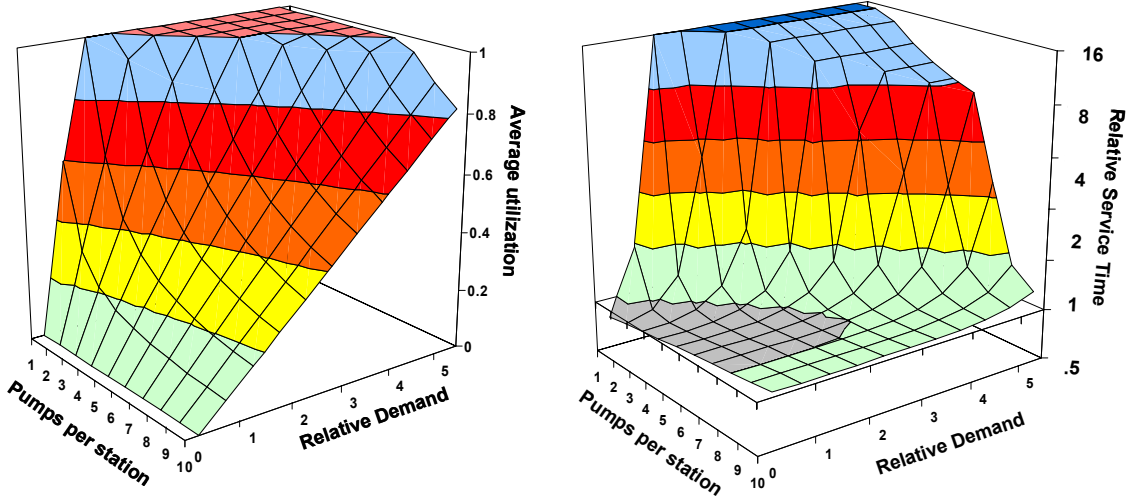 1
0.8
0.6
0.4
0.2
0
Average utilization
1 2 3 4 5 6 7 8 9 10
Pumps per station
0 1 2 3 4 5
Relative Demand
16
8
4
2
1
.5
Relative Service Time
1 2 3 4 5 6 7 8 9 10
Pumps per station
0 1 2 3 4 5
Relative Demand